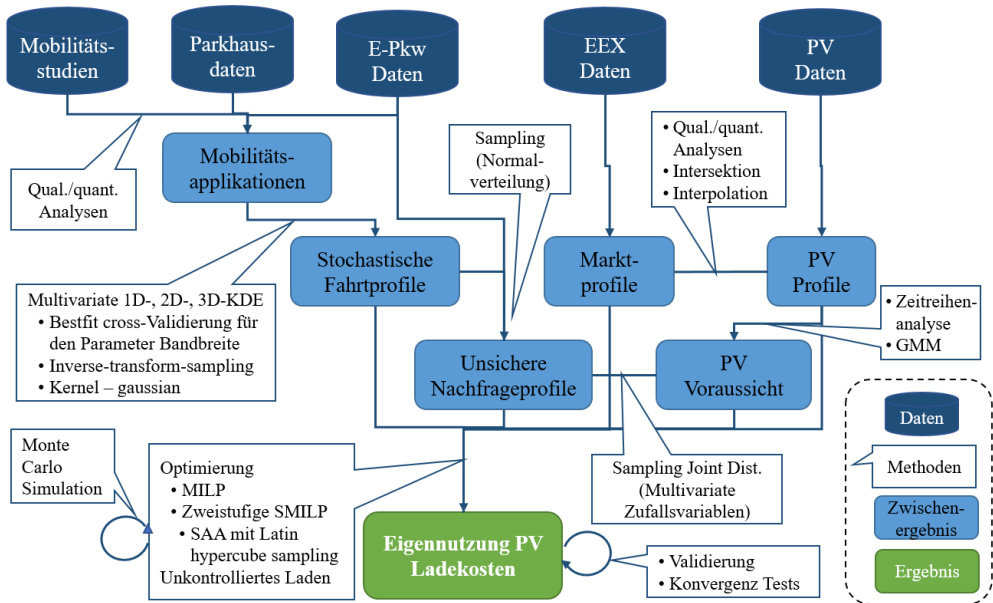 Mobilitäts-
studien
Parkhaus-
daten
E-Pkw
Daten
EEX
Daten
PV
Daten
Qual./quant.
Analysen
Mobilitäts-
applikationen
Sampling
(Normal-
verteilung)
• Qual./quant.
Analysen
• Intersektion
• Interpolation
Stochastische
Fahrtprofile
Markt-
profile
PV
Profile
Multivariate 1D-, 2D-, 3D-KDE
• Bestfit cross-Validierung für
den Parameter Bandbreite
• Inverse-transform-sampling
• Kernel – gaussian
• Zeitreihen-
analyse
• GMM
Unsichere
Nachfrageprofile
PV
Voraussicht
Monte
Carlo
Simulation
Optimierung
• MILP
• Zweistufige SMILP
• SAA mit Latin
hypercube sampling
Unkontrolliertes Laden
Sampling Joint Dist.
(Multivariate
Zufallsvariablen)
Eigennutzung PV
Ladekosten
• Validierung
• Konvergenz Tests
Daten
Methoden
Zwischen-
ergebnis
Ergebnis